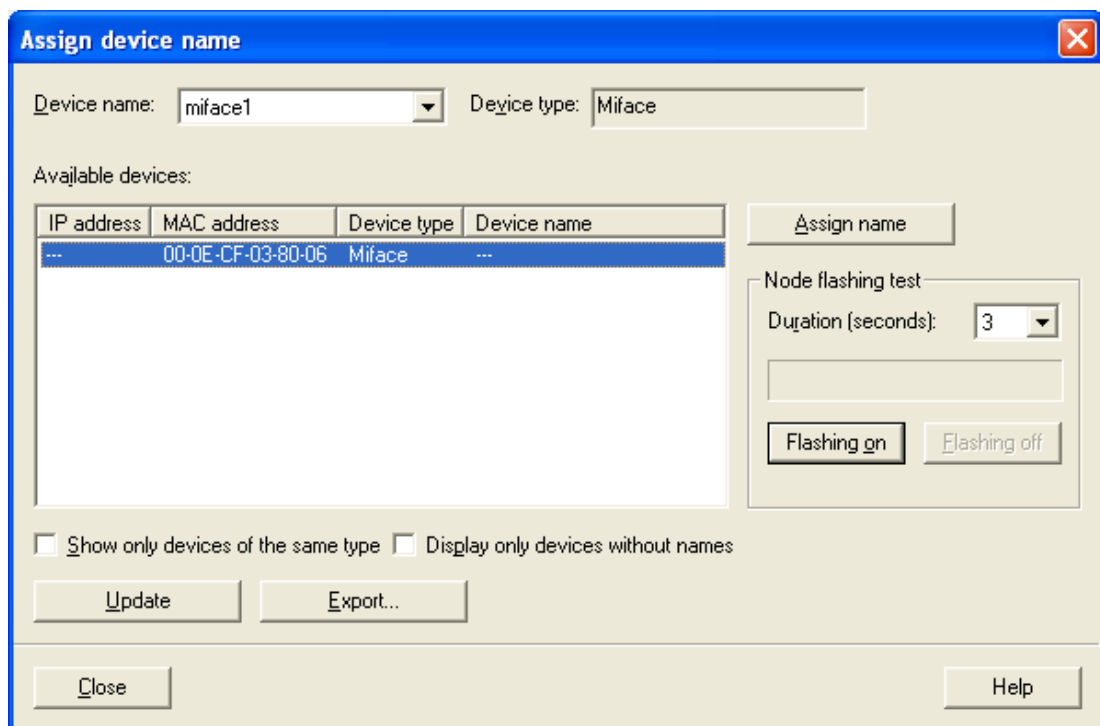 Assign device name
Device name: miface1 Device type: Miface
Available devices:
IP address MAC address Device type Device name
--- 00-0E-CF-03-80-06 Miface ---
Assign name
Node flashing test
Duration (seconds): 3
Flashing on Flashing off
Show only devices of the same type Display only devices without names
Update Export...
Close Help